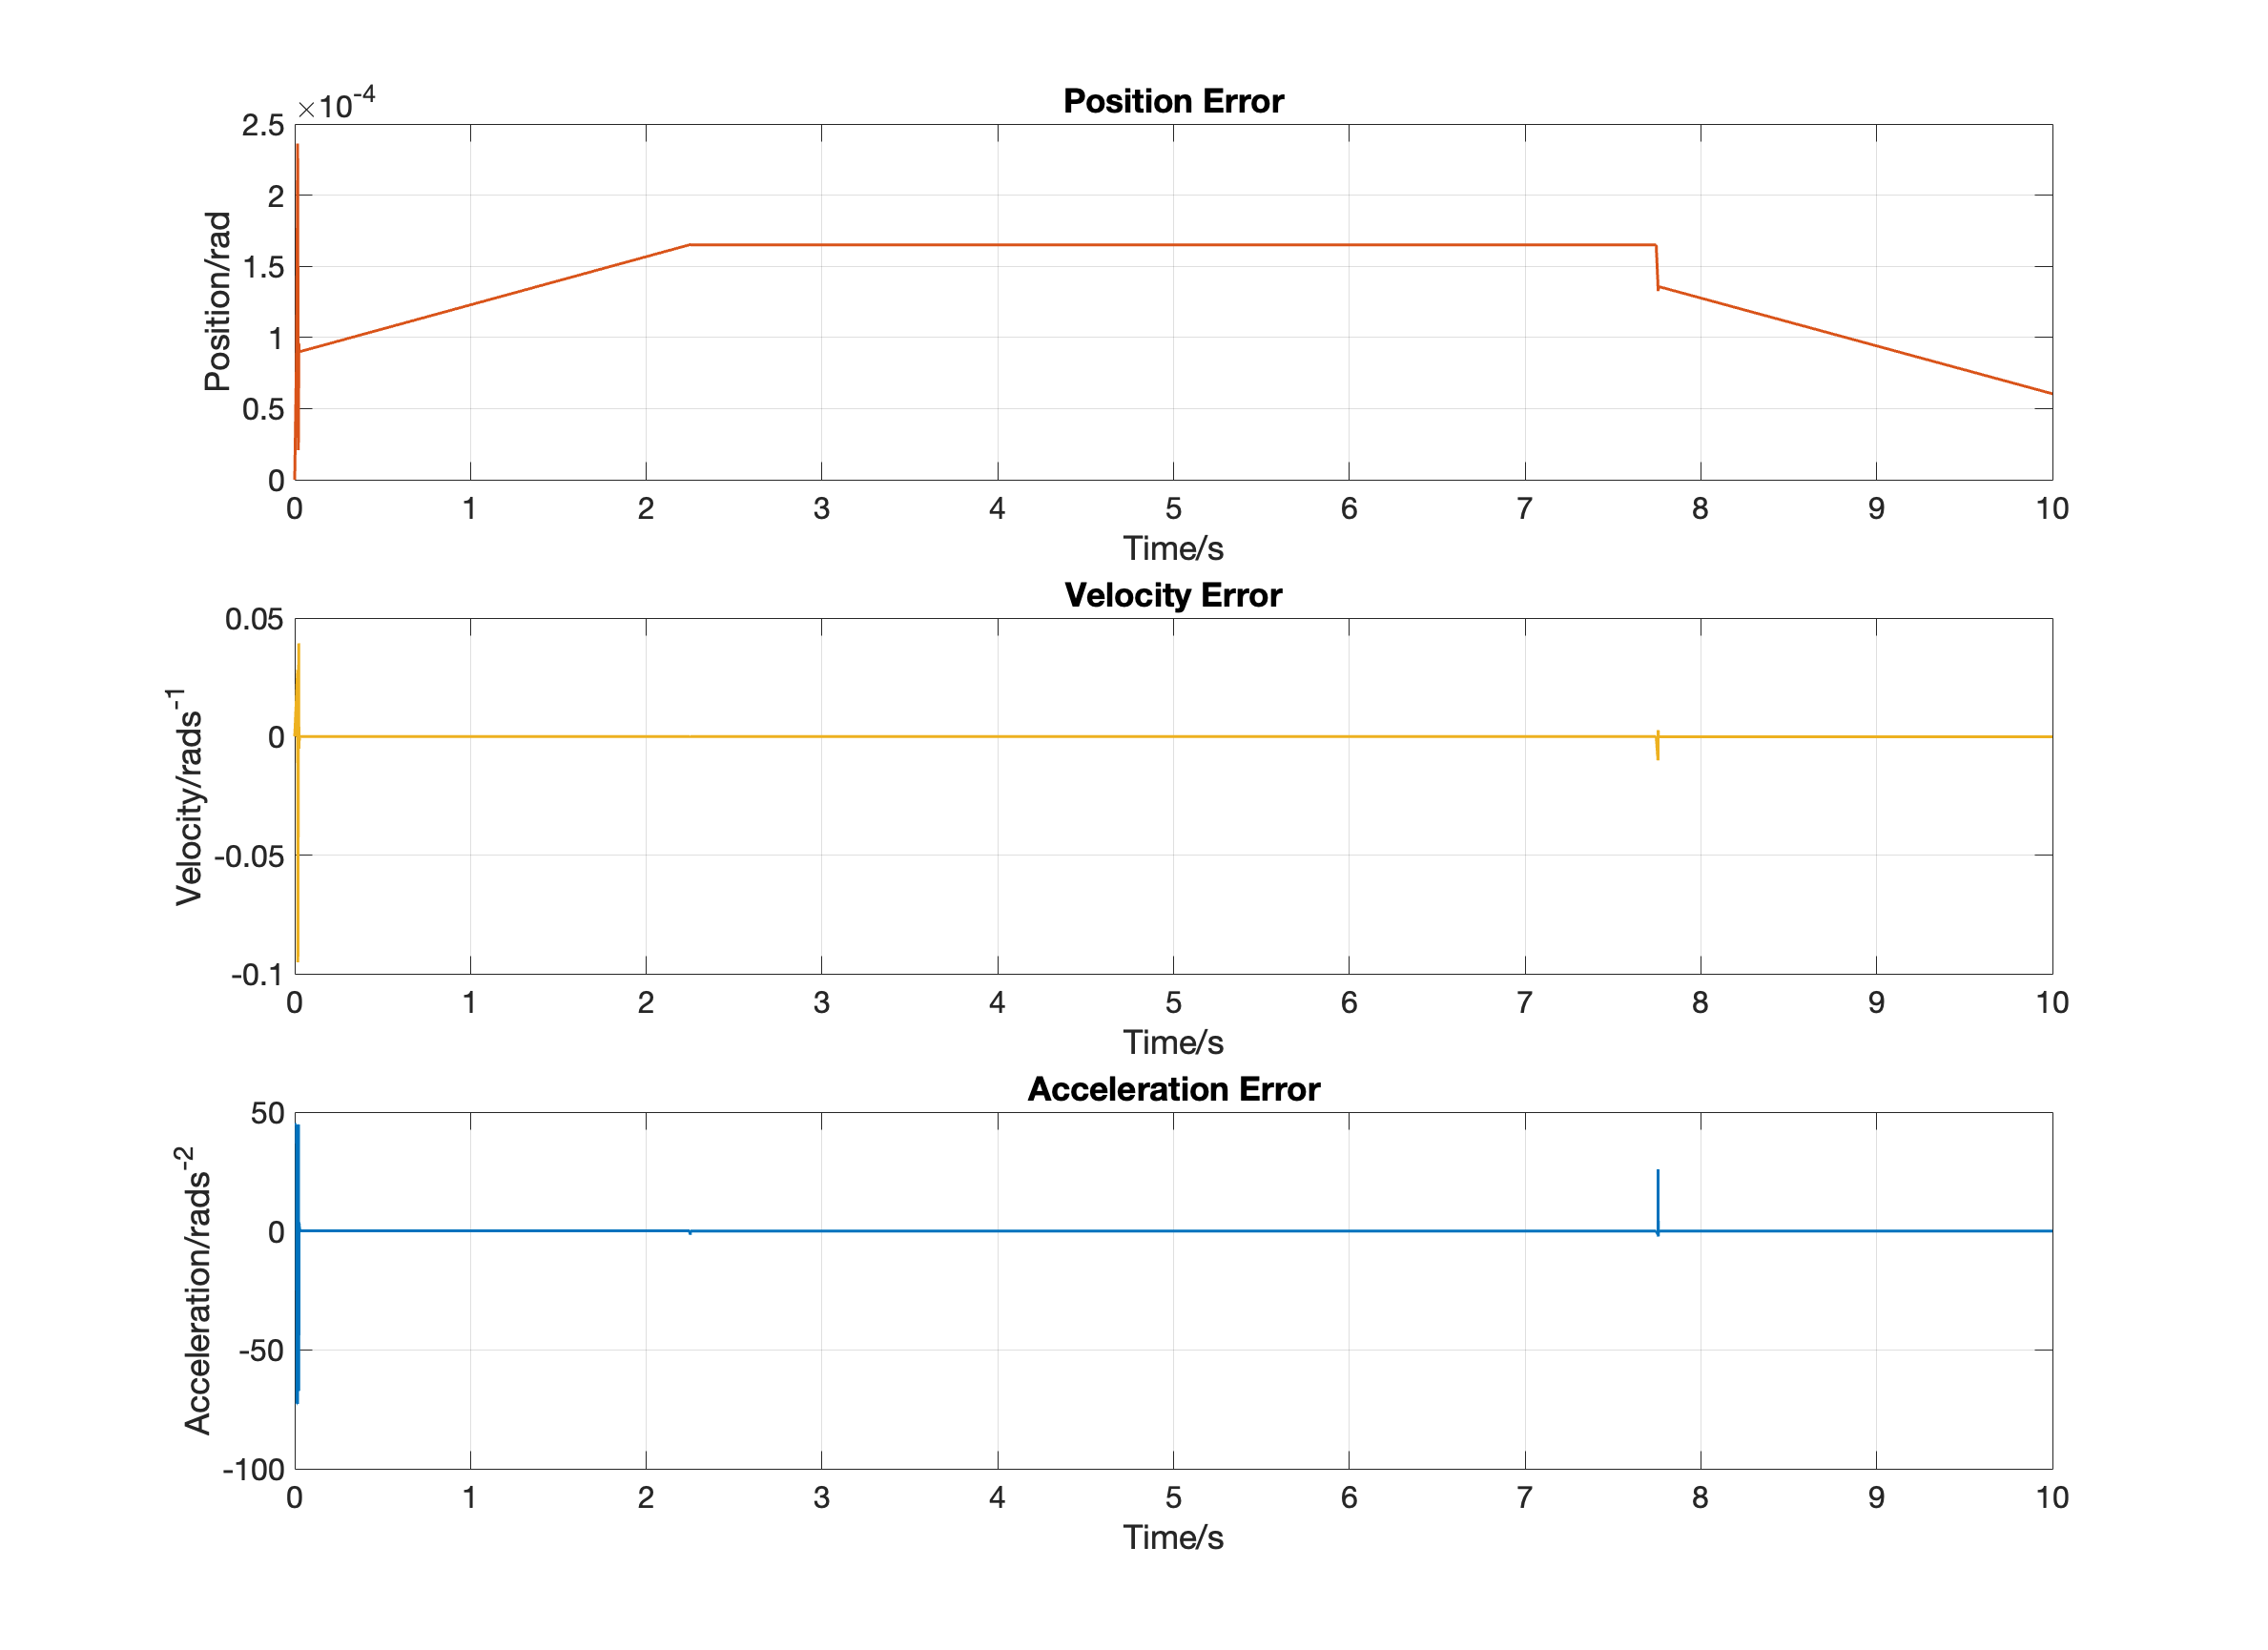 Position Error
×10-4
2.5
2
1.5
1
0.5
0
Position/rad
0 1 2 3 4 5 6 7 8 9 10
Time/s
Velocity Error
0.05
0
-0.05
-0.1
Velocity/rads-1
0 1 2 3 4 5 6 7 8 9 10
Time/s
Acceleration Error
50
0
-50
-100
Acceleration/rads-2
0 1 2 3 4 5 6 7 8 9 10
Time/s